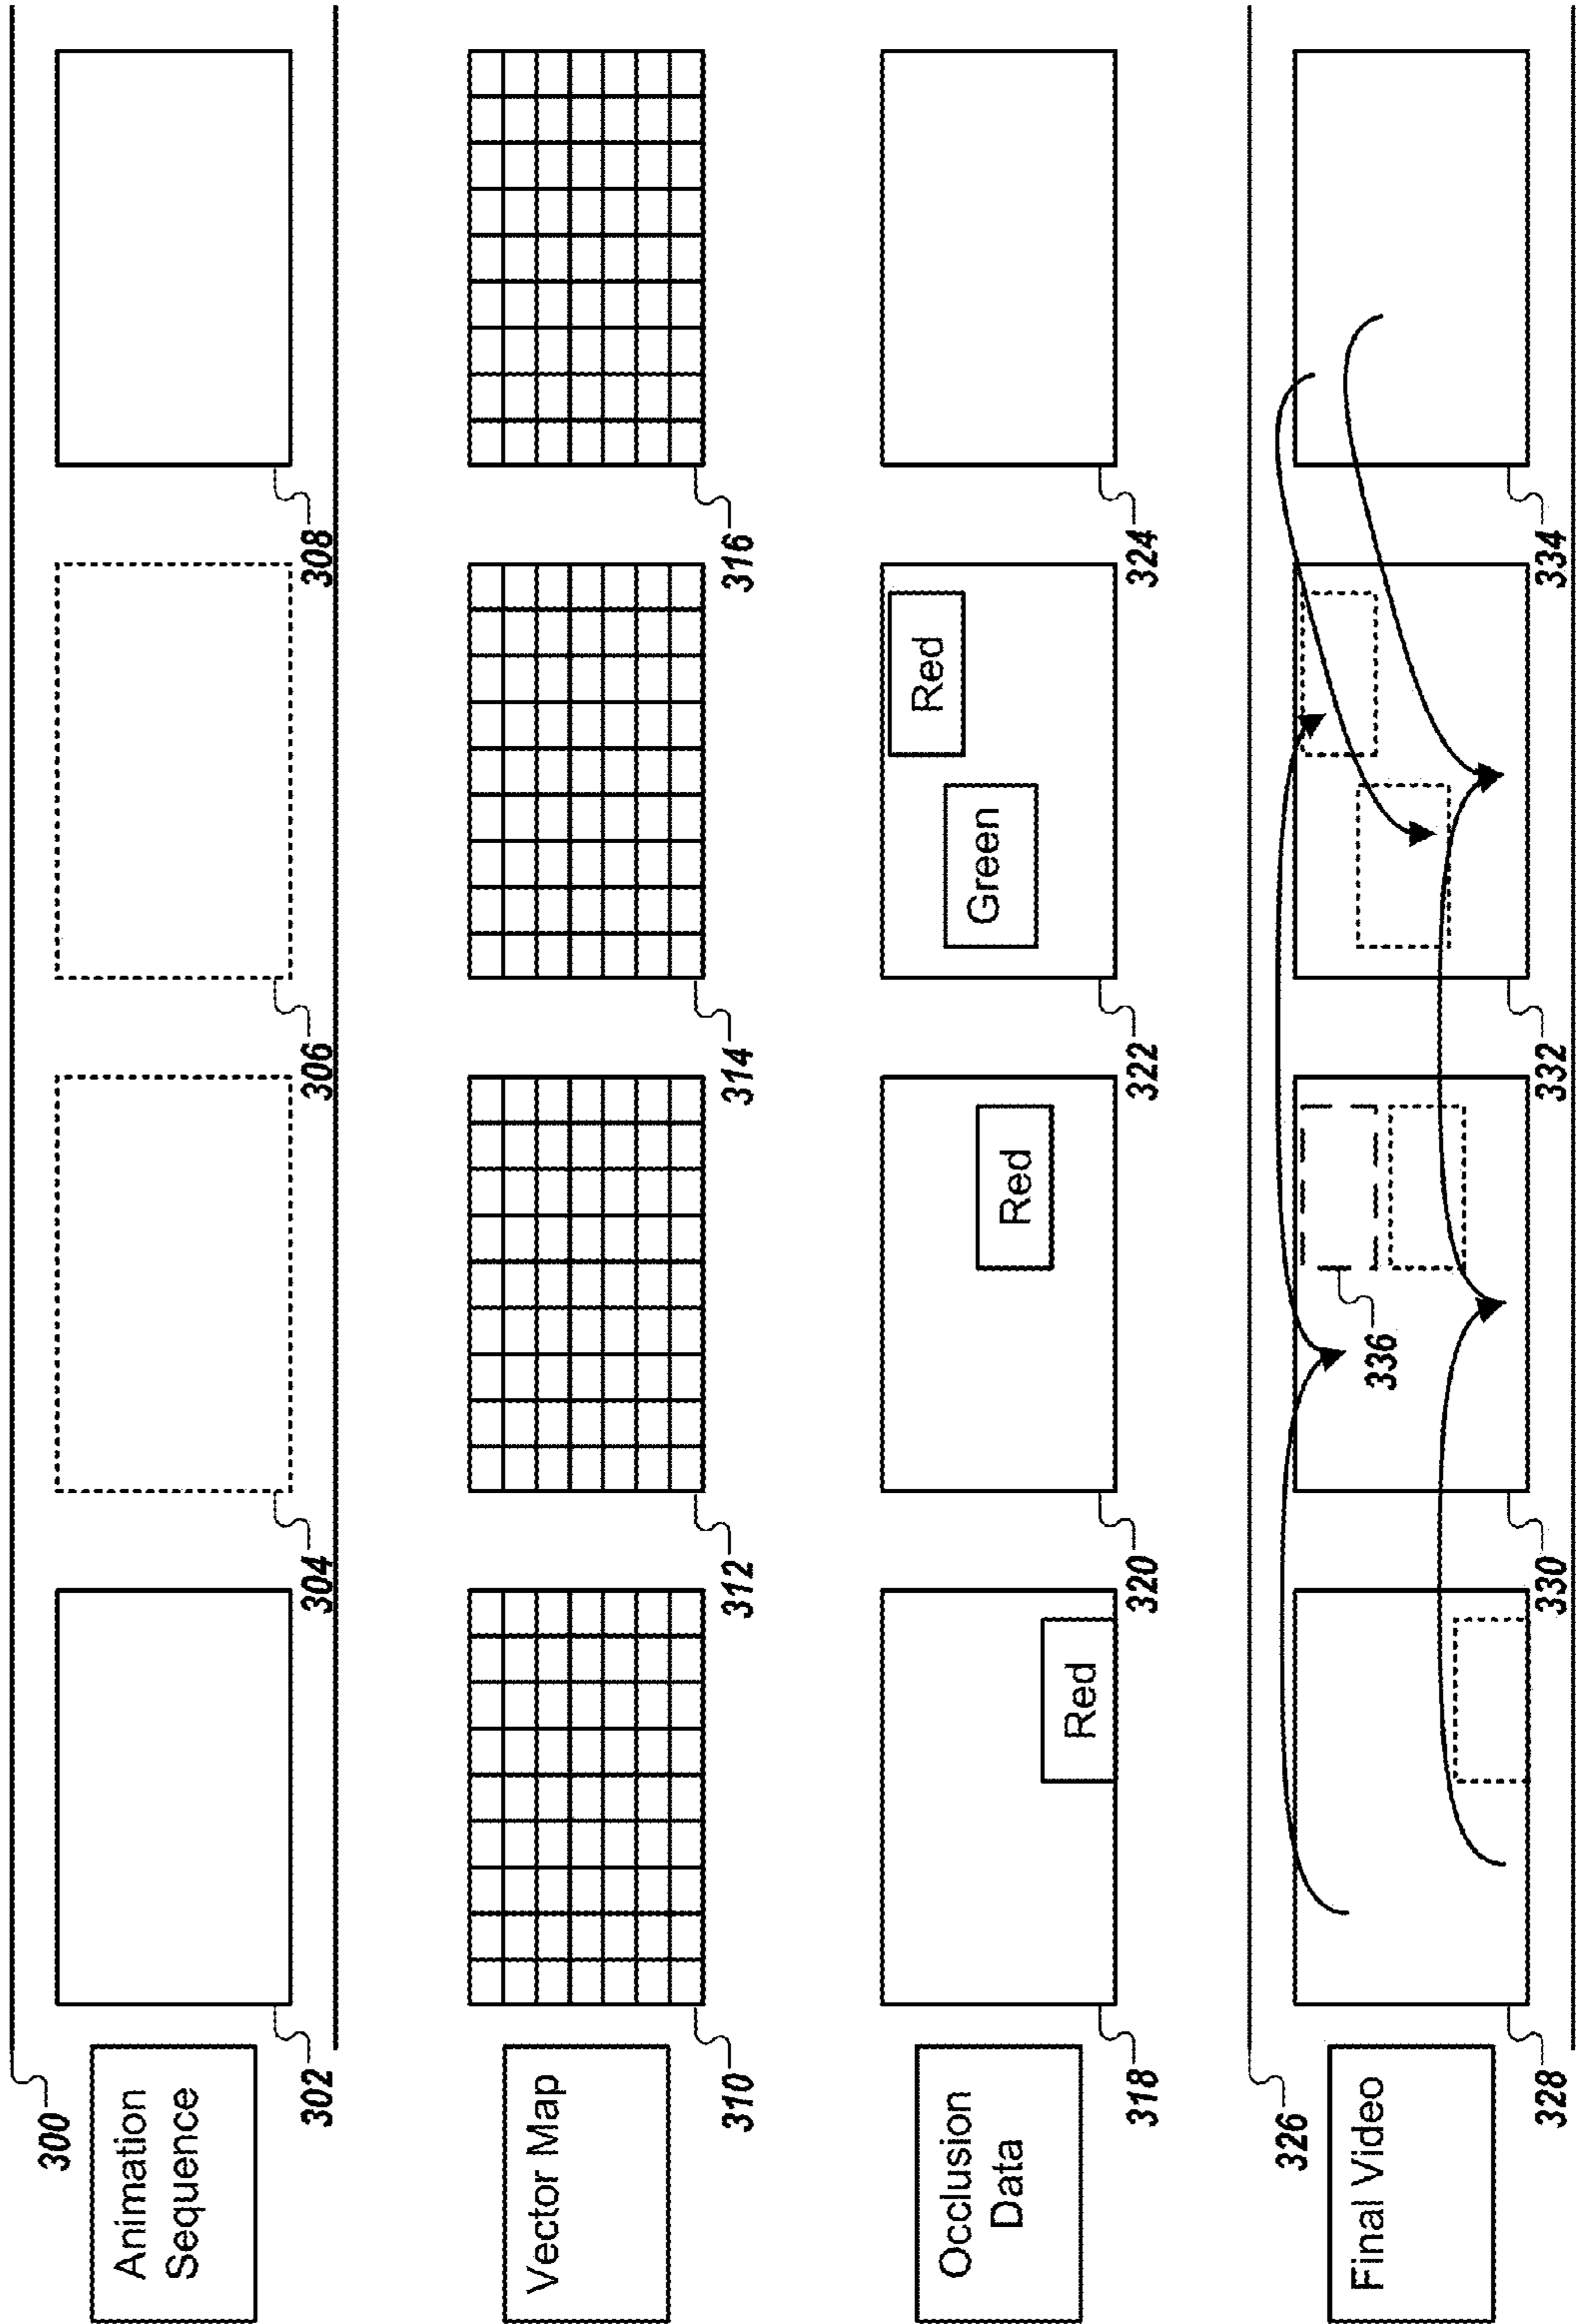 300
Animation
Sequence
302
304
306
308
Vector Map
310
312
314
316
Occlusion
Data
Red
Red
Green
Red
318
320
322
324
326
Final Video
336
328
330
332
334